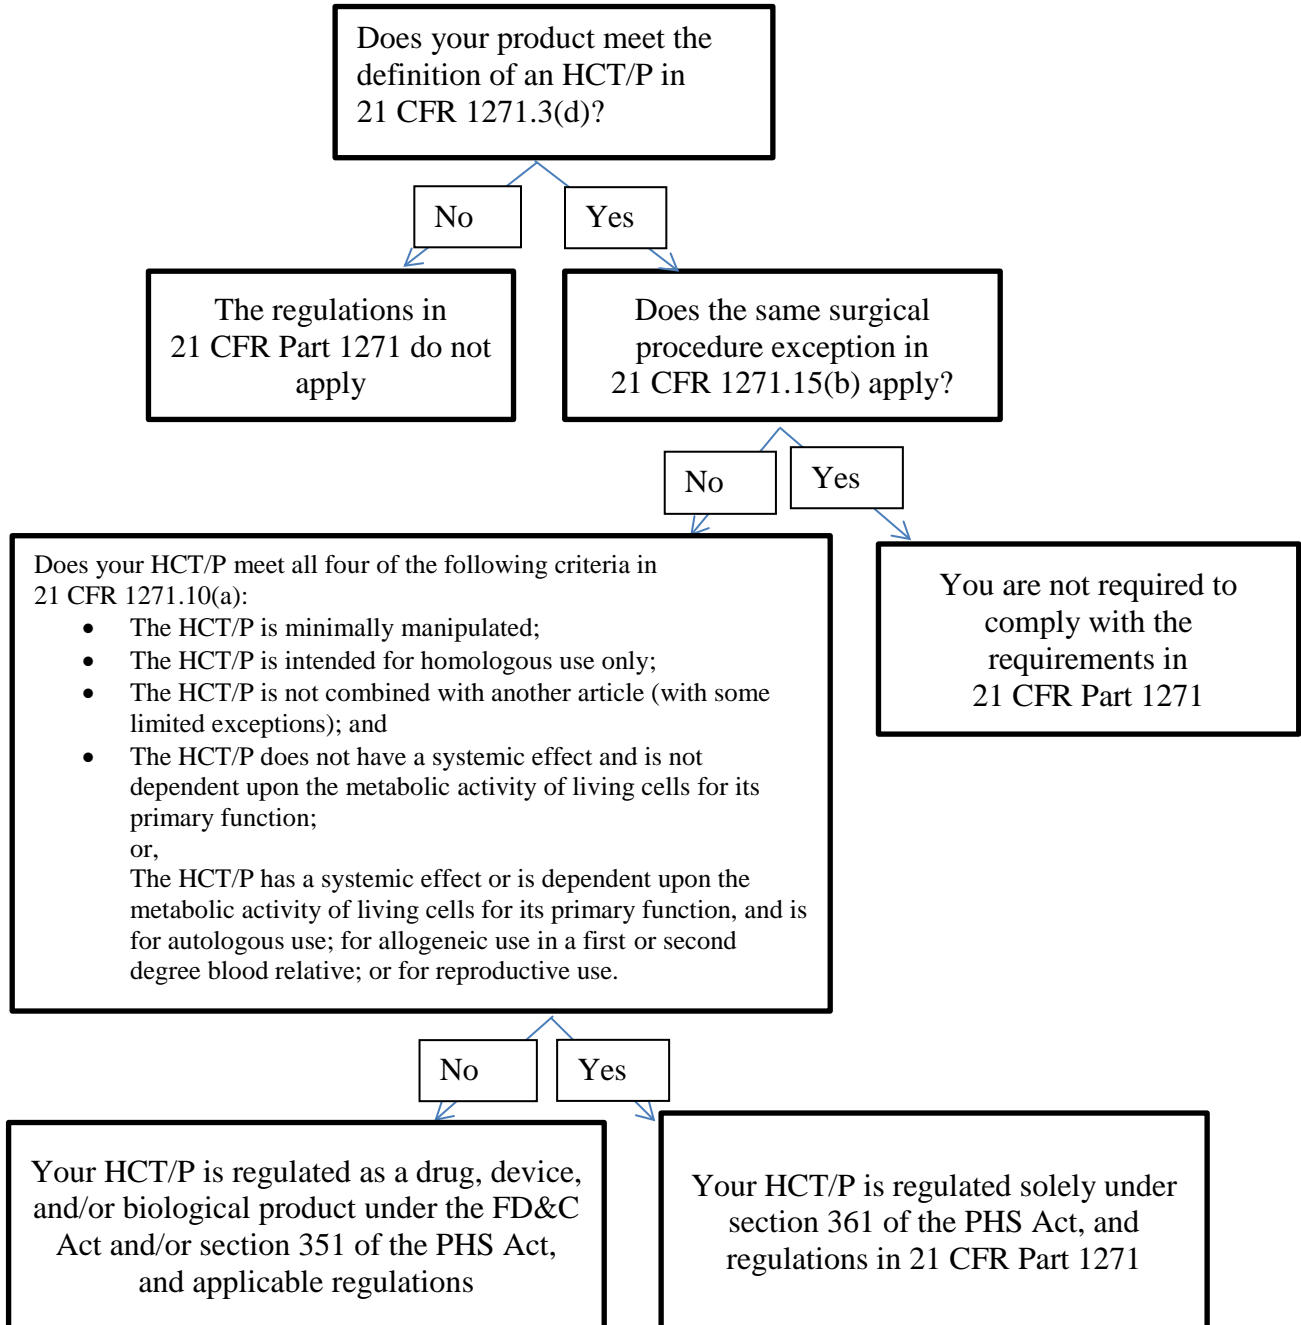 Does your product meet the
definition of an HCT/P in
21 CFR 1271.3(d)?
No
Yes
The regulations in
21 CFR Part 1271 do not
apply
Does the same surgical
procedure exception in
21 CFR 1271.15(b) apply?
No
Yes
Does your HCT/P meet all four of the following criteria in
21 CFR 1271.10(a):
• The HCT/P is minimally manipulated;
• The HCT/P is intended for homologous use only;
• The HCT/P is not combined with another article (with some
limited exceptions); and
• The HCT/P does not have a systemic effect and is not
dependent upon the metabolic activity of living cells for its
primary function;
or,
The HCT/P has a systemic effect or is dependent upon the
metabolic activity of living cells for its primary function, and is
for autologous use; for allogeneic use in a first or second
degree blood relative; or for reproductive use.
You are not required to
comply with the
requirements in
21 CFR Part 1271
No
Yes
Your HCT/P is regulated as a drug, device,
and/or biological product under the FD&C
Act and/or section 351 of the PHS Act,
and applicable regulations
Your HCT/P is regulated solely under
section 361 of the PHS Act, and
regulations in 21 CFR Part 1271